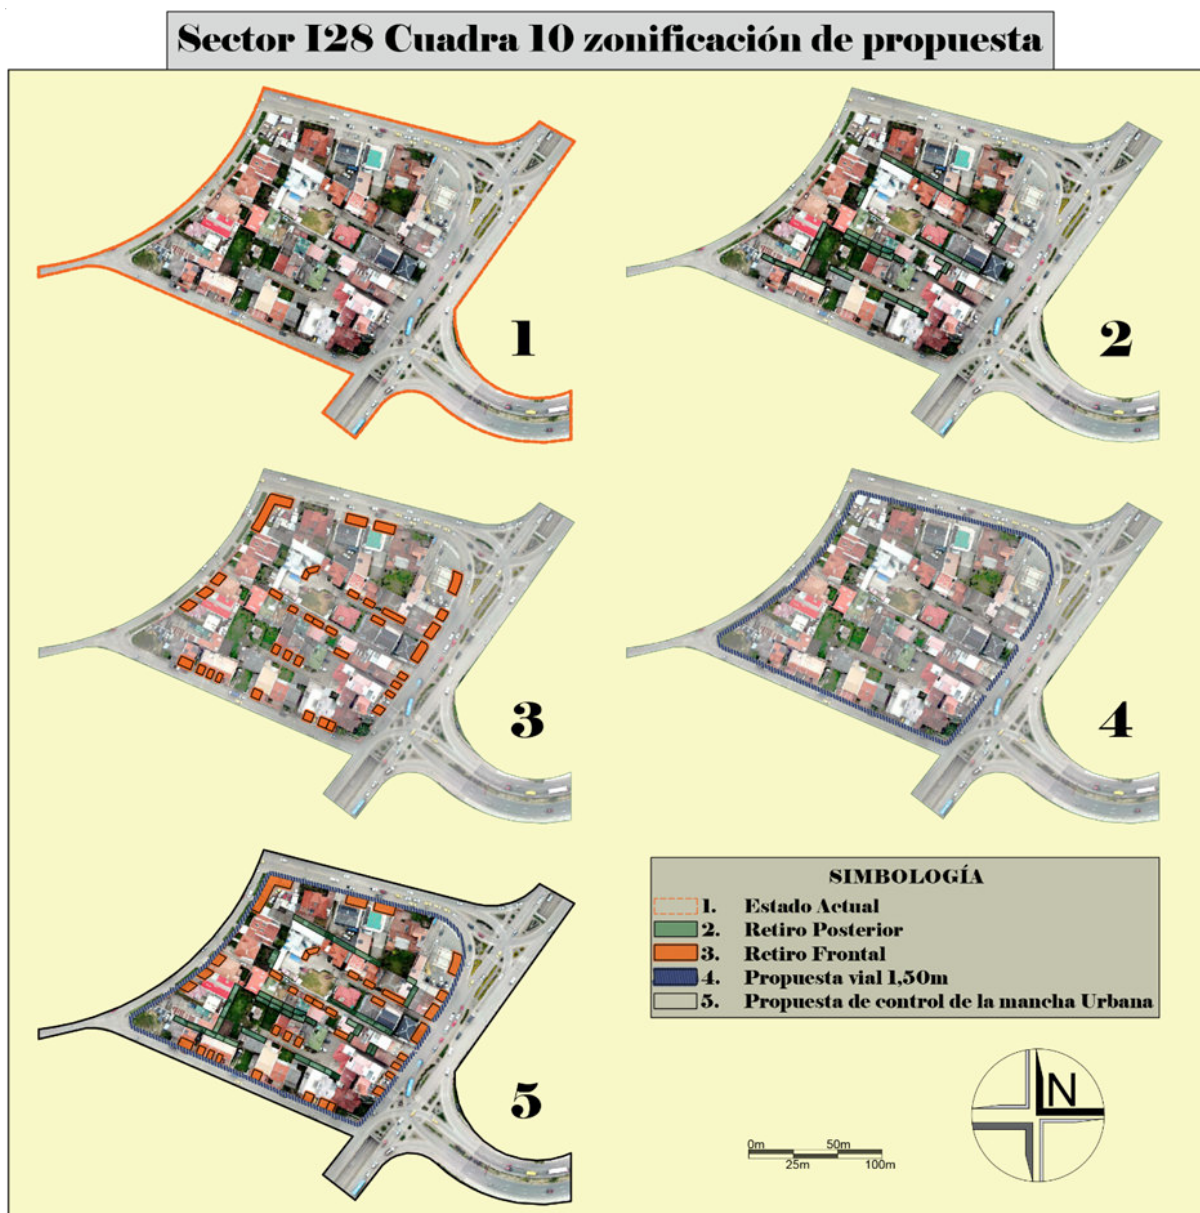 Sector I28 Cuadra 10 zonificación de propuesta
1
2
3
4
5
SIMBOLOGÍA
1. Estado Actual
2. Retiro Posterior
3. Retiro Frontal
4. Propuesta vial 1,50m
5. Propuesta de control de la mancha Urbana
N
0m 50m
25m 100m